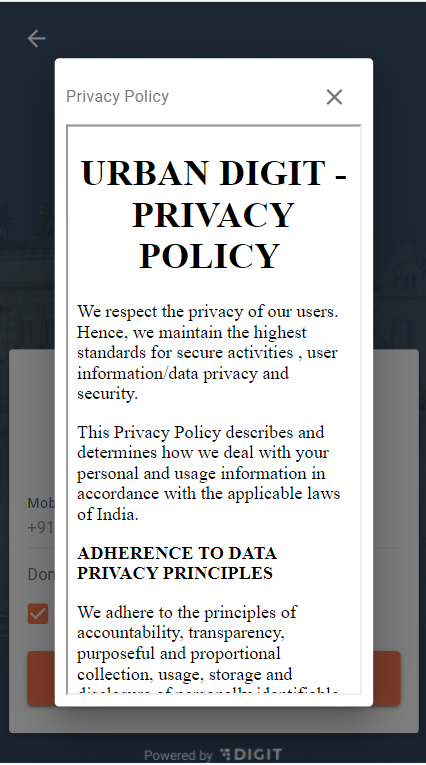 Privacy Policy
URBAN DIGIT -
PRIVACY
POLICY
We respect the privacy of our users.
Hence, we maintain the highest
standards for secure activities , user
information/data privacy and
security.
This Privacy Policy describes and
determines how we deal with your
personal and usage information in
accordance with the applicable laws
of India.
ADHERENCE TO DATA
PRIVACY PRINCIPLES
We adhere to the principles of
accountability, transparency,
purposeful and proportional
collection, usage, storage and
disclosure of personally identifiable
Mob
+91
Don
Powered by DIGIT